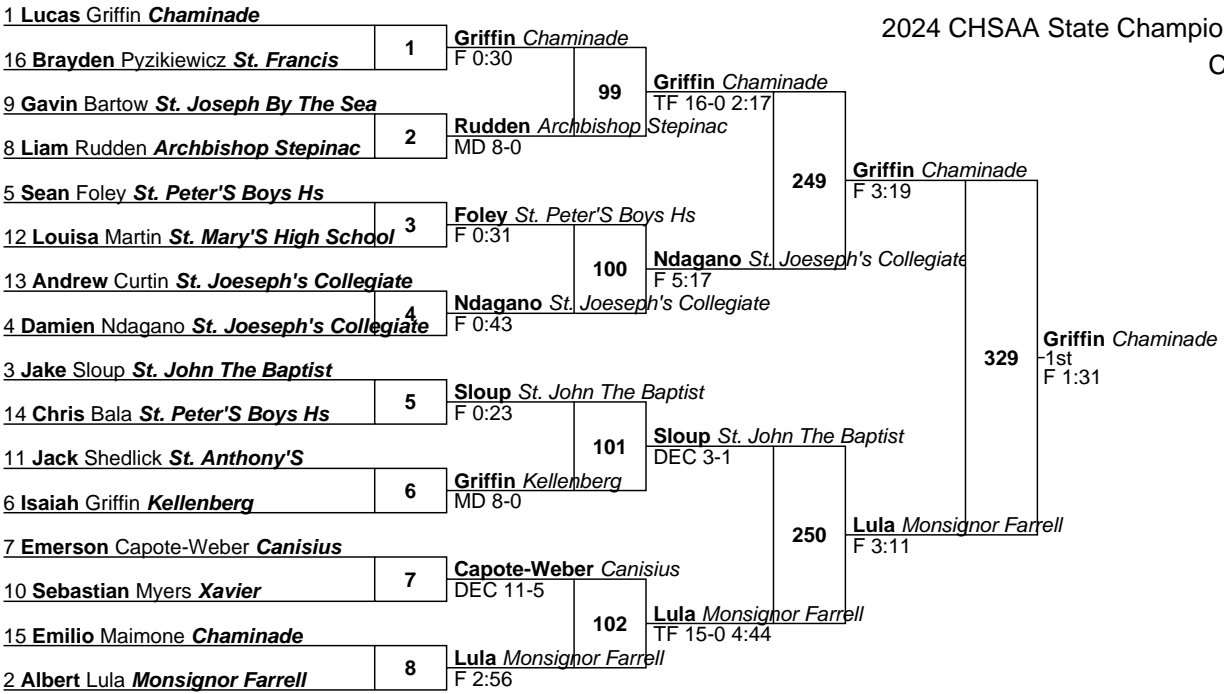 2024 CHSAA State Champio
C
1 Lucas Griffin Chaminade
1
16 Brayden Pyzikiewicz St. Francis
Griffin Chaminade
F 0:30
99
9 Gavin Bartow St. Joseph By The Sea
2
8 Liam Rudden Archbishop Stepinac
Rudden Archbishop Stepinac
MD 8-0
Griffin Chaminade
TF 16-0 2:17
249
5 Sean Foley St. Peter'S Boys Hs
3
12 Louisa Martin St. Mary'S High School
Foley St. Peter'S Boys Hs
F 0:31
100
13 Andrew Curtin St. Joeseph's Collegiate
4
4 Damien Ndagano St. Joeseph's Collegiate
Ndagano St. Joeseph's Collegiate
F 0:43
Ndagano St. Joeseph's Collegiate
F 5:17
Griffin Chaminade
F 3:19
329
3 Jake Sloup St. John The Baptist
5
14 Chris Bala St. Peter'S Boys Hs
Sloup St. John The Baptist
F 0:23
101
11 Jack Shedlick St. Anthony'S
6
6 Isaiah Griffin Kellenberg
Griffin Kellenberg
MD 8-0
Sloup St. John The Baptist
DEC 3-1
250
7 Emerson Capote-Weber Canisius
7
10 Sebastian Myers Xavier
Capote-Weber Canisius
DEC 11-5
102
15 Emilio Maimone Chaminade
8
2 Albert Lula Monsignor Farrell
Lula Monsignor Farrell
F 2:56
Lula Monsignor Farrell
TF 15-0 4:44
Lula Monsignor Farrell
F 3:11
Griffin Chaminade
1st
F 1:31